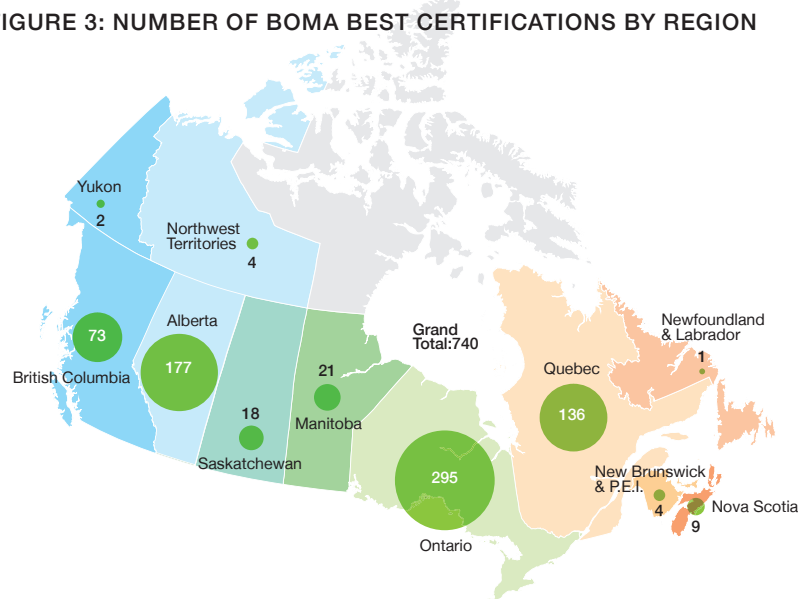 IGURE 3: NUMBER OF BOMA BEST CERTIFICATIONS BY REGION
Yukon
2
Northwest
Territories
4
73
British Columbia
Alberta
177
18
Saskatchewan
21
Manitoba
Grand
Total:740
295
Ontario
Quebec
136
Newfoundland
& Labrador
1
New Brunswick
& P.E.I.
4
Nova Scotia
9